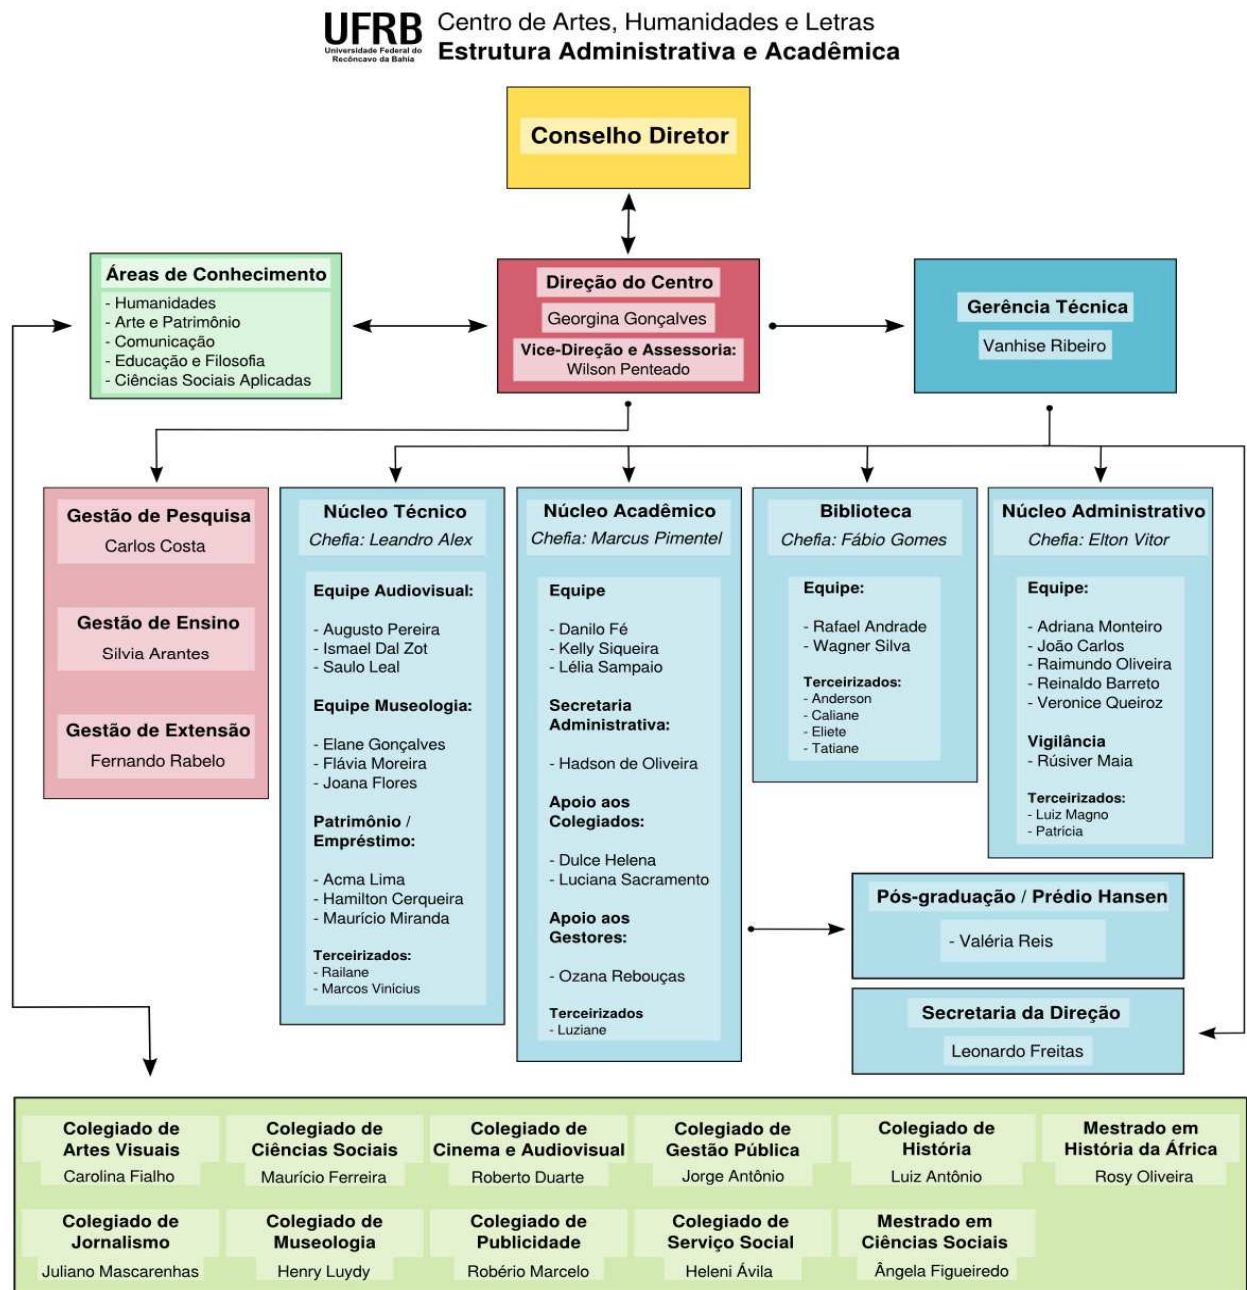 UFRB
Universidade Federal do
Recôncavo da Bahia
Centro de Artes, Humanidades e Letras
Estrutura Administrativa e Acadêmica
Conselho Diretor
Áreas de Conhecimento
- Humanidades
- Arte e Patrimônio
- Comunicação
- Educação e Filosofia
- Ciências Sociais Aplicadas
Direção do Centro
Georgina Gonçalves
Vice-Direção e Assessoria:
Wilson Penteado
Gerência Técnica
Vanhise Ribeiro
Gestão de Pesquisa
Carlos Costa
Gestão de Ensino
Silvia Arantes
Gestão de Extensão
Fernando Rabelo
Núcleo Técnico
Chefia: Leandro Alex
Equipe Audiovisual:
- Augusto Pereira
- Ismael Dal Zot
- Saulo Leal
Equipe Museologia:
- Elane Gonçalves
- Flávia Moreira
- Joana Flores
Patrimônio /
Empréstimo:
- Acma Lima
- Hamilton Cerqueira
- Maurício Miranda
Terceirizados:
- Railane
- Marcos Vinícius
Núcleo Acadêmico
Chefia: Marcus Pimentel
Equipe
- Danilo Fé
- Kelly Siqueira
- Lélia Sampaio
Secretaria
Administrativa:
- Hadson de Oliveira
Apoio aos
Colegiados:
- Dulce Helena
- Luciana Sacramento
Apoio aos
Gestores:
- Ozana Rebouças
Terceirizados
- Luziane
Biblioteca
Chefia: Fábio Gomes
Equipe:
- Rafael Andrade
- Wagner Silva
Terceirizados:
- Anderson
- Caliane
- Eliete
- Tatiane
Núcleo Administrativo
Chefia: Elton Vitor
Equipe:
- Adriana Monteiro
- João Carlos
- Raimundo Oliveira
- Reinaldo Barreto
- Veronice Queiroz
Vigilância
- Rúsiver Maia
Terceirizados:
- Luiz Magno
- Patrícia
Pós-graduação / Prédio Hansen
- Valéria Reis
Secretaria da Direção
Leonardo Freitas
Colegiado de
Artes Visuais
Carolina Fialho
Colegiado de
Ciências Sociais
Maurício Ferreira
Colegiado de
Cinema e Audiovisual
Roberto Duarte
Colegiado de
Gestão Pública
Jorge Antônio
Colegiado de
História
Luiz Antônio
Mestrado em
História da África
Rosy Oliveira
Colegiado de
Jornalismo
Juliano Mascarenhas
Colegiado de
Museologia
Henry Luydy
Colegiado de
Publicidade
Robério Marcelo
Colegiado de
Serviço Social
Heleni Ávila
Mestrado em
Ciências Sociais
Ângela Figueiredo